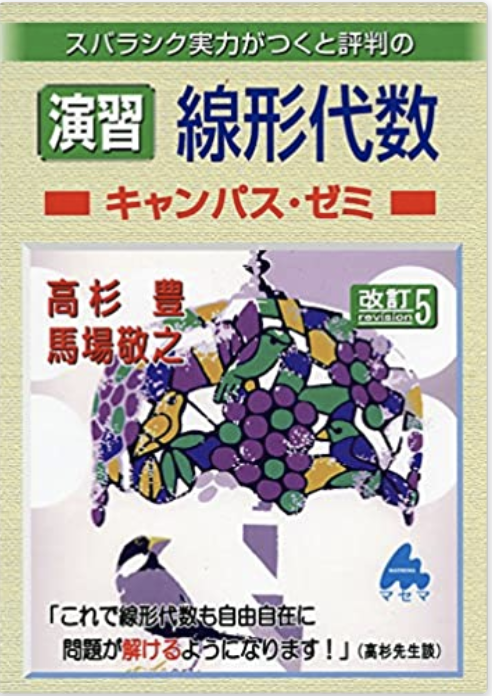 スバラシク実力がつくと評判の
演習 線形代数
キャンパス・ゼミ
高杉 豊
馬場敬之
改訂5
revision
マセマ
「これで線形代数も自由自在に
問題が解けるようになります！」(高杉先生談)